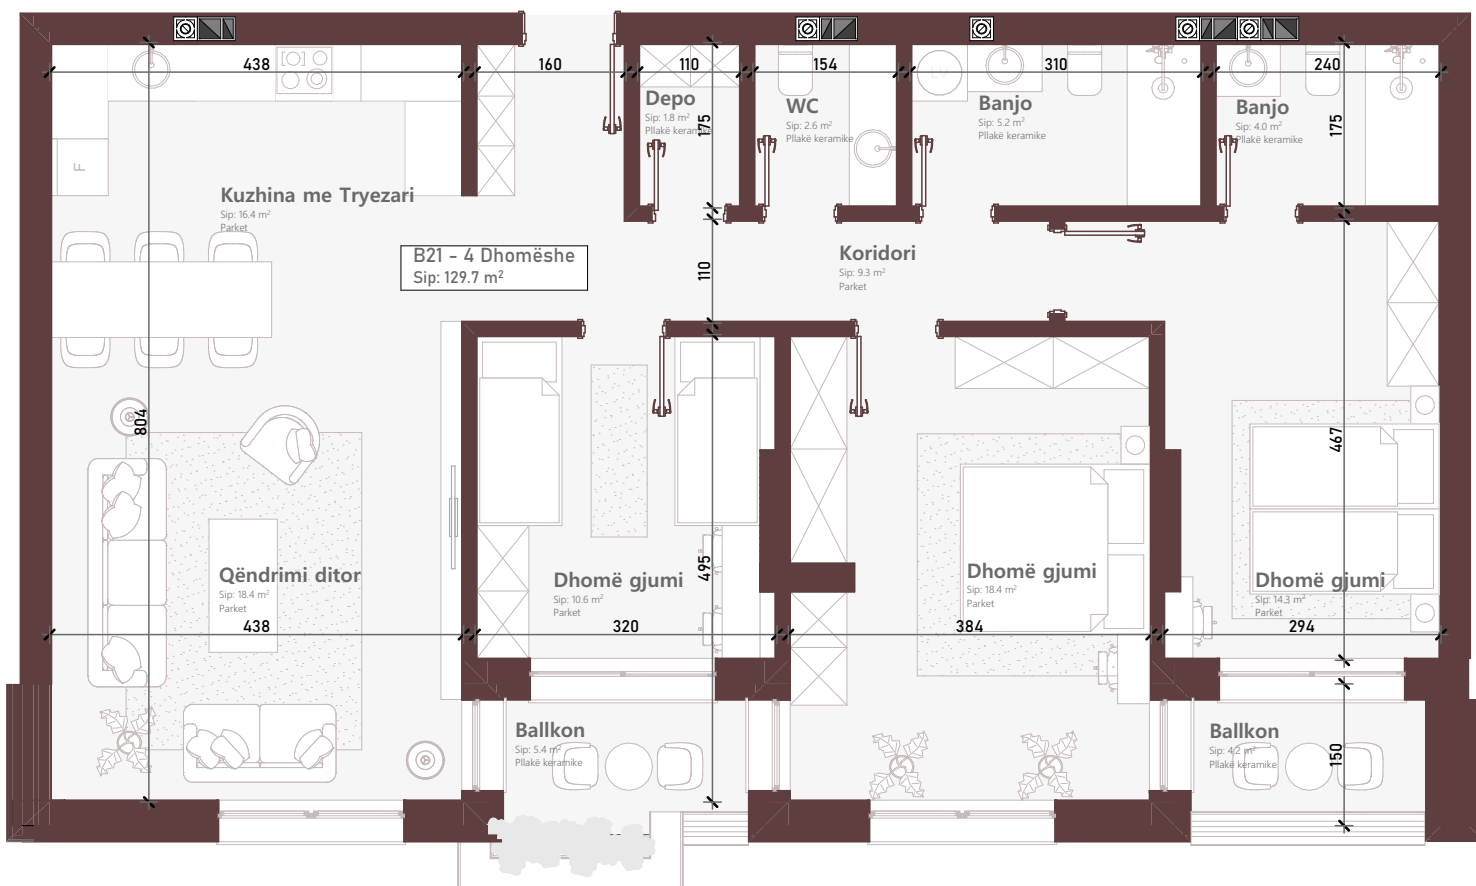 438
160
110
154
310
240
LV
Depo
Sip: 1.8 m²
Pllakë keramike
175
WC
Sip: 2.6 m²
Pllakë keramike
Banjo
Sip: 5.2 m²
Pllakë keramike
Banjo
Sip: 4.0 m²
Pllakë keramike
175
F
Kuzhina me Tryezari
Sip: 16.4 m²
Parket
B21 - 4 Dhomëshe
Sip: 129.7 m²
110
Koridori
Sip: 9.3 m²
Parket
804
467
495
Qëndrimi ditor
Sip: 18.4 m²
Parket
Dhomë gjumi
Sip: 10.6 m²
Parket
Dhomë gjumi
Sip: 18.4 m²
Parket
Dhomë gjumi
Sip: 14.3 m²
Parket
438
320
384
294
Ballkon
Sip: 5.4 m²
Pllakë keramike
Ballkon
Sip: 4.2 m²
Pllakë keramike
150